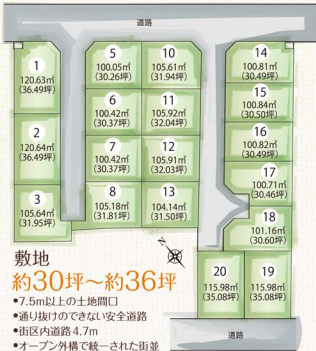 道路
1
120.63㎡
(36.49坪)
2
120.64㎡
(36.49坪)
3
105.64㎡
(31.95坪)
5
100.05㎡
(30.26坪)
6
100.42㎡
(30.37坪)
7
100.42㎡
(30.37坪)
8
105.18㎡
(31.81坪)
10
105.61㎡
(31.94坪)
11
105.92㎡
(32.04坪)
12
105.91㎡
(32.03坪)
13
104.14㎡
(31.50坪)
14
100.81㎡
(30.49坪)
15
100.84㎡
(30.50坪)
16
100.82㎡
(30.49坪)
17
100.71㎡
(30.46坪)
18
101.16㎡
(30.60坪)
20
115.98㎡
(35.08坪)
19
115.98㎡
(35.08坪)
道路
N
敷地
約30坪〜約36坪
●7.5m以上の土地間口
●通り抜けのできない安全道路
●街区内道路4.7m
●オープン外構で統一された街並